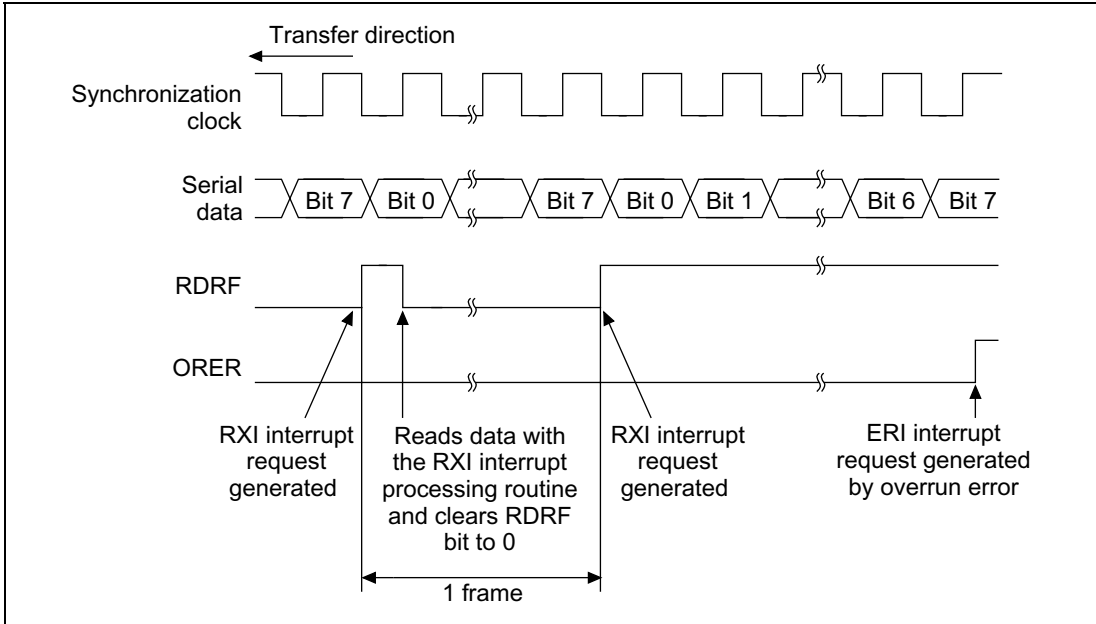 Transfer direction
Synchronization
clock
Serial
data
Bit 7
Bit 0
Bit 7
Bit 0
Bit 1
Bit 6
Bit 7
RDRF
ORER
RXI interrupt
request
generated
Reads data with
the RXI interrupt
processing routine
and clears RDRF
bit to 0
RXI interrupt
request
generated
ERI interrupt
request generated
by overrun error
1 frame